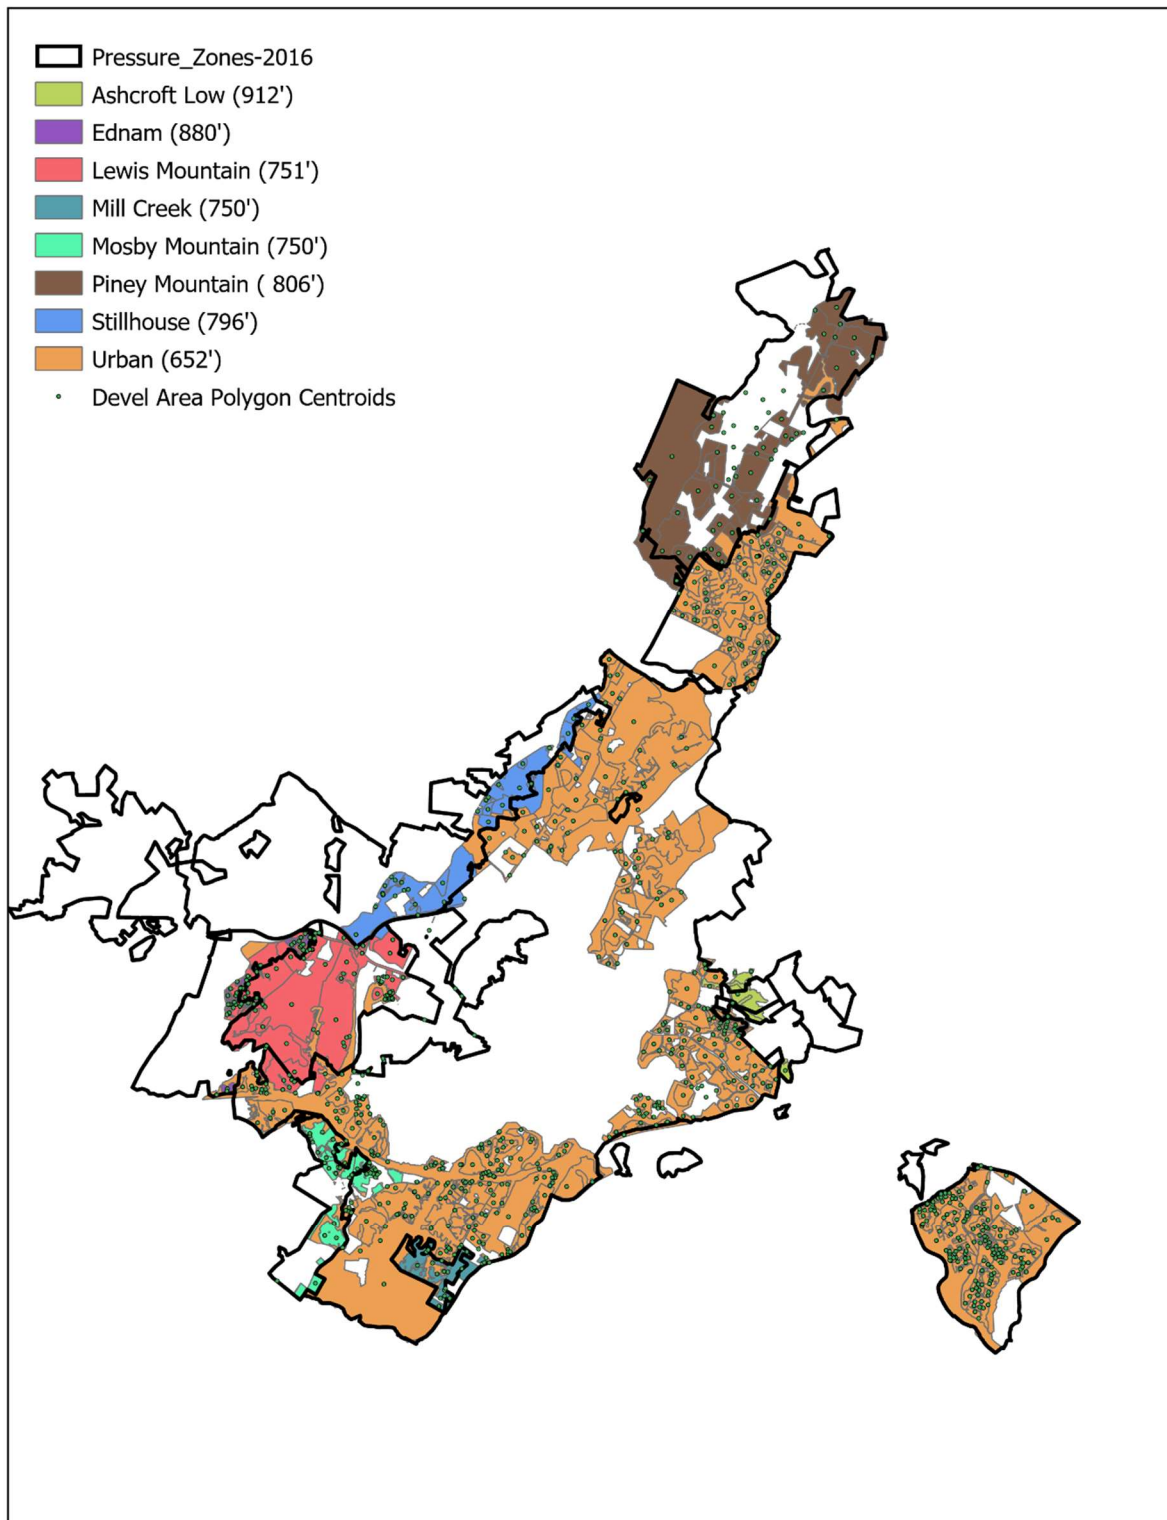 Pressure_Zones-2016
Ashcroft Low (912')
Ednam (880')
Lewis Mountain (751')
Mill Creek (750')
Mosby Mountain (750')
Piney Mountain ( 806')
Stillhouse (796')
Urban (652')
Devel Area Polygon Centroids